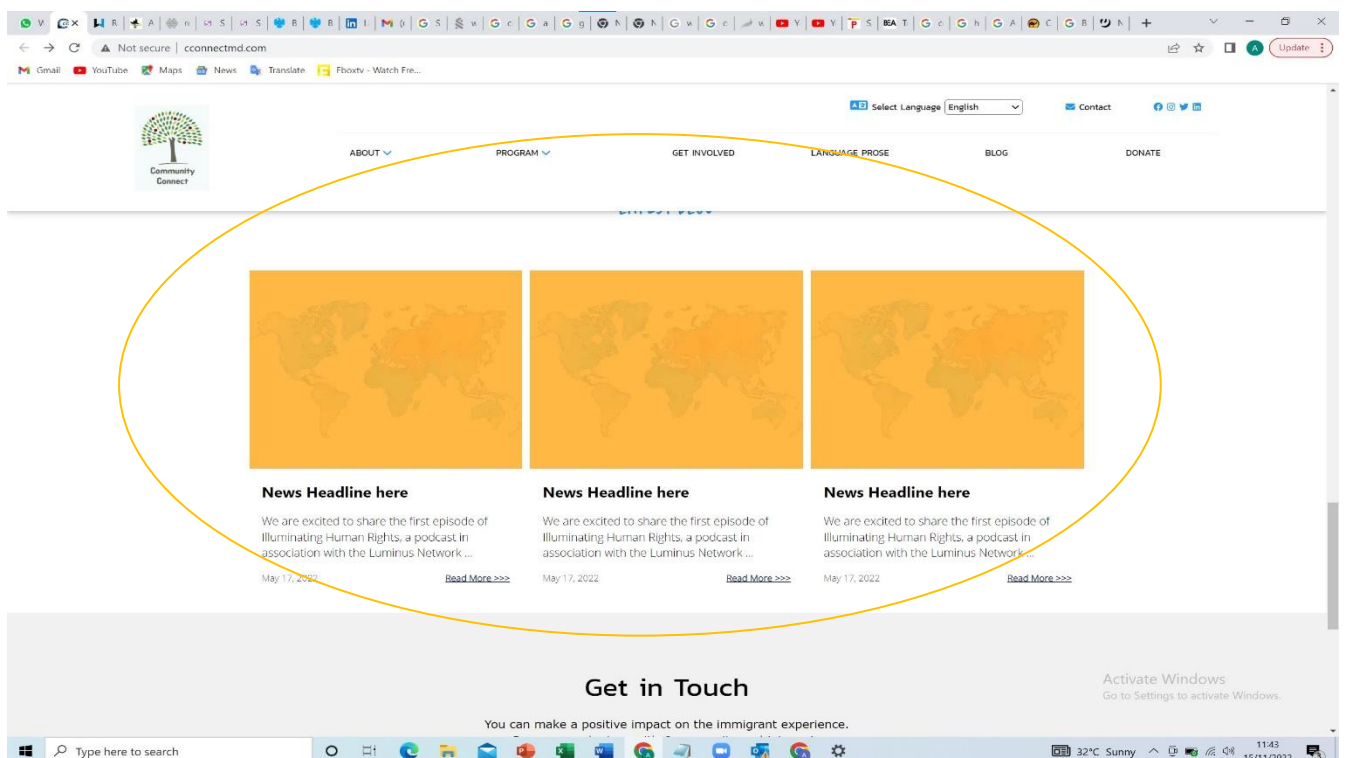 Not secure | cconnectmd.com
Update
Gmail YouTube Maps News Translate Fboxtv - Watch Fre...
Select Language English Contact
Community
Connect
ABOUT PROGRAM GET INVOLVED LANGUAGE PROSE BLOG DONATE
News Headline here
We are excited to share the first episode of
Illuminating Human Rights, a podcast in
association with the Luminus Network ...
May 17, 2022 Read More >>>
News Headline here
We are excited to share the first episode of
Illuminating Human Rights, a podcast in
association with the Luminus Network ...
May 17, 2022 Read More >>>
News Headline here
We are excited to share the first episode of
Illuminating Human Rights, a podcast in
association with the Luminus Network ...
May 17, 2022 Read More >>>
Get in Touch
You can make a positive impact on the immigrant experience.
Activate Windows
Go to Settings to activate Windows.
Type here to search
32°C Sunny
11:43
15/11/2022